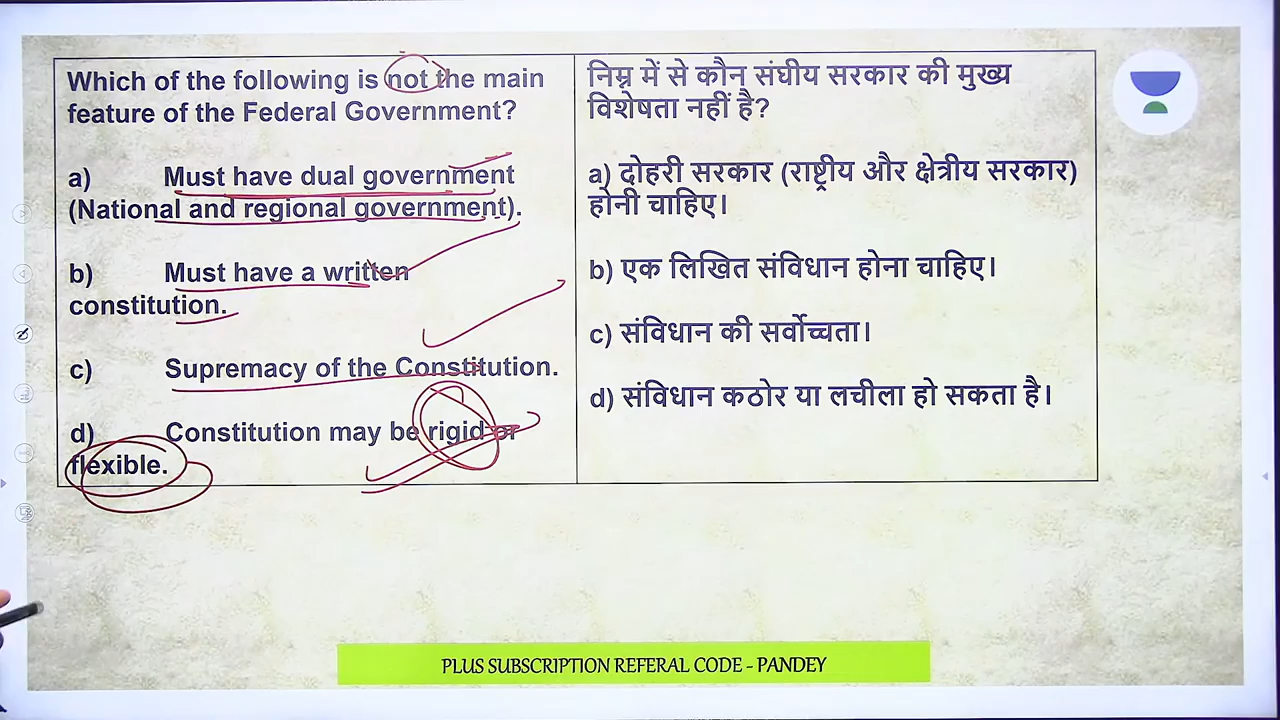 Which of the following is not the main
feature of the Federal Government?
a) Must have dual government
(National and regional government).
b) Must have a written
constitution.
c) Supremacy of the Constitution.
d) Constitution may be rigid or
flexible.
निम्न में से कौन संघीय सरकार की मुख्य
विशेषता नहीं है?
a) दोहरी सरकार (राष्ट्रीय और क्षेत्रीय सरकार)
होनी चाहिए।
b) एक लिखित संविधान होना चाहिए।
c) संविधान की सर्वोच्चता।
d) संविधान कठोर या लचीला हो सकता है।
PLUS SUBSCRIPTION REFERAL CODE - PANDEY